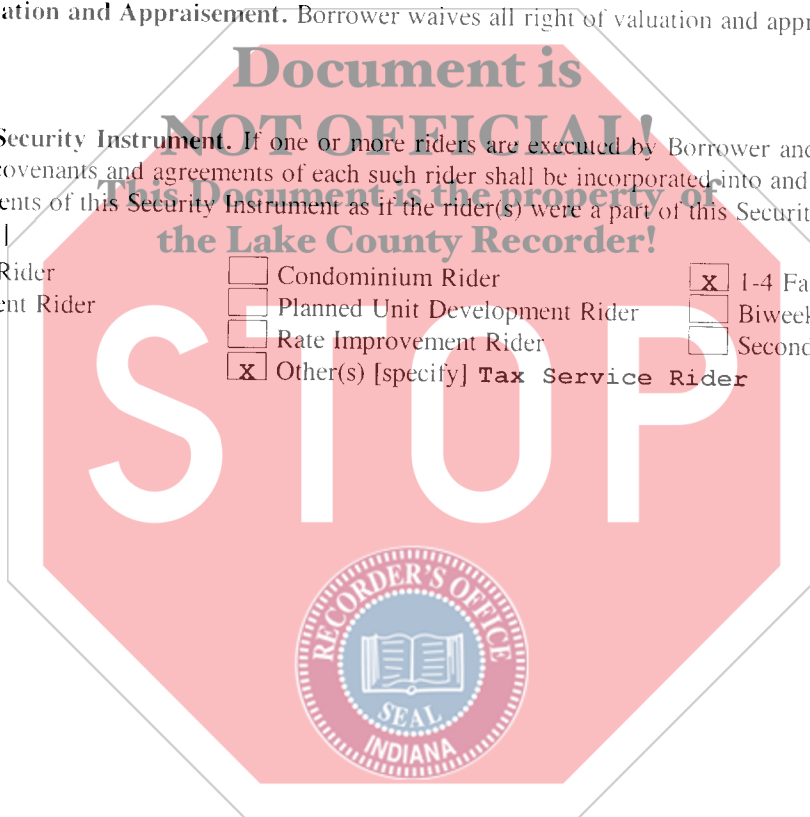 ation and Appraisement. Borrower waives all right of valuation and appr
Document is
NOT OFFICIAL!
Security Instrument. If one or more riders are executed by Borrower and
covenants and agreements of each such rider shall be incorporated into and
This Document is the property of
ents of this Security Instrument as if the rider(s) were a part of this Securit
the Lake County Recorder!
]
Rider
Condominium Rider
X 1-4 Fa
ent Rider
Planned Unit Development Rider
Biweek
Rate Improvement Rider
Second
X Other(s) [specify] Tax Service Rider
STOP
RECORDER'S OFFICE
SEAL
INDIANA